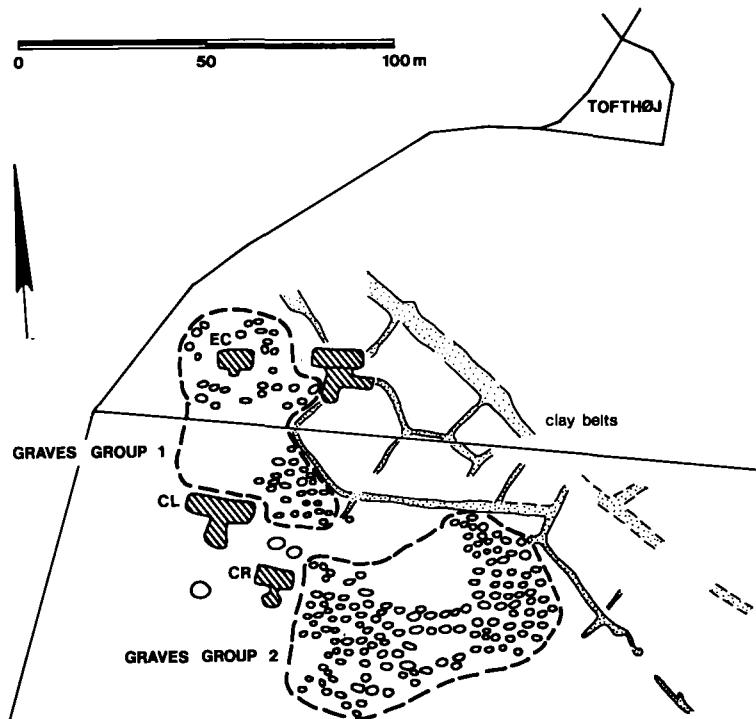 0 50 100 m
TOFTHØJ
EC
clay belts
GRAVES GROUP 1
CL
CR
GRAVES GROUP 2